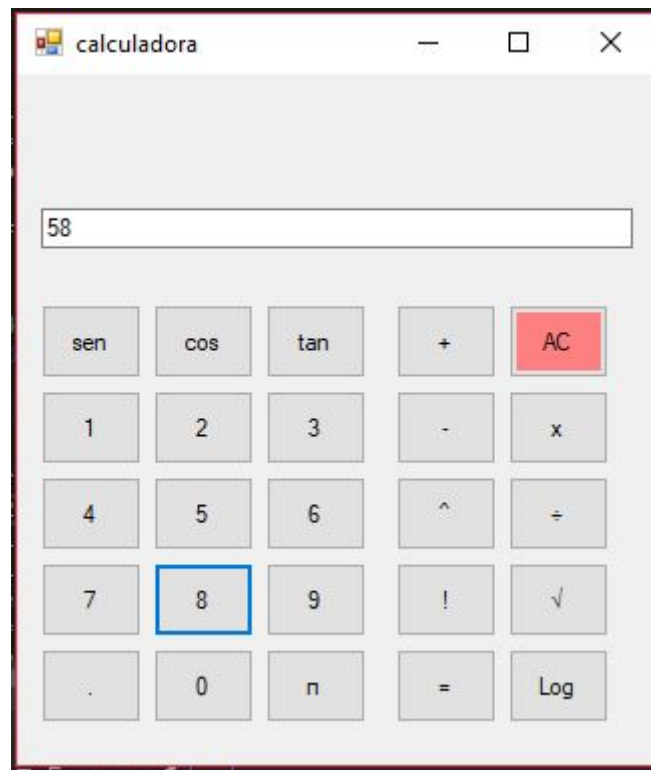 calculadora
58
sen cos tan + AC
1 2 3 - x
4 5 6 ^ ÷
7 8 9 ! √
. 0 п = Log